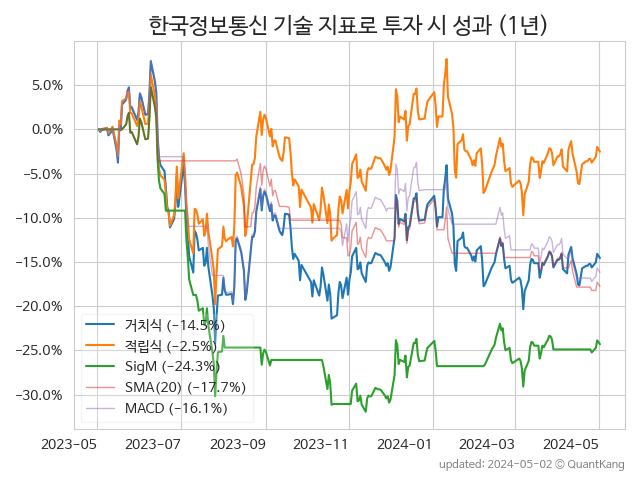 한국정보통신 기술 지표로 투자 시 성과 (1년)
5.0%
0.0%
−5.0%
−10.0%
−15.0%
−20.0%
−25.0%
−30.0%
거치식 (−14.5%)
적립식 (−2.5%)
SigM (−24.3%)
SMA(20) (−17.7%)
MACD (−16.1%)
2023-05 2023-07 2023-09 2023-11 2024-01 2024-03 2024-05
updated: 2024-05-02 © QuantKang